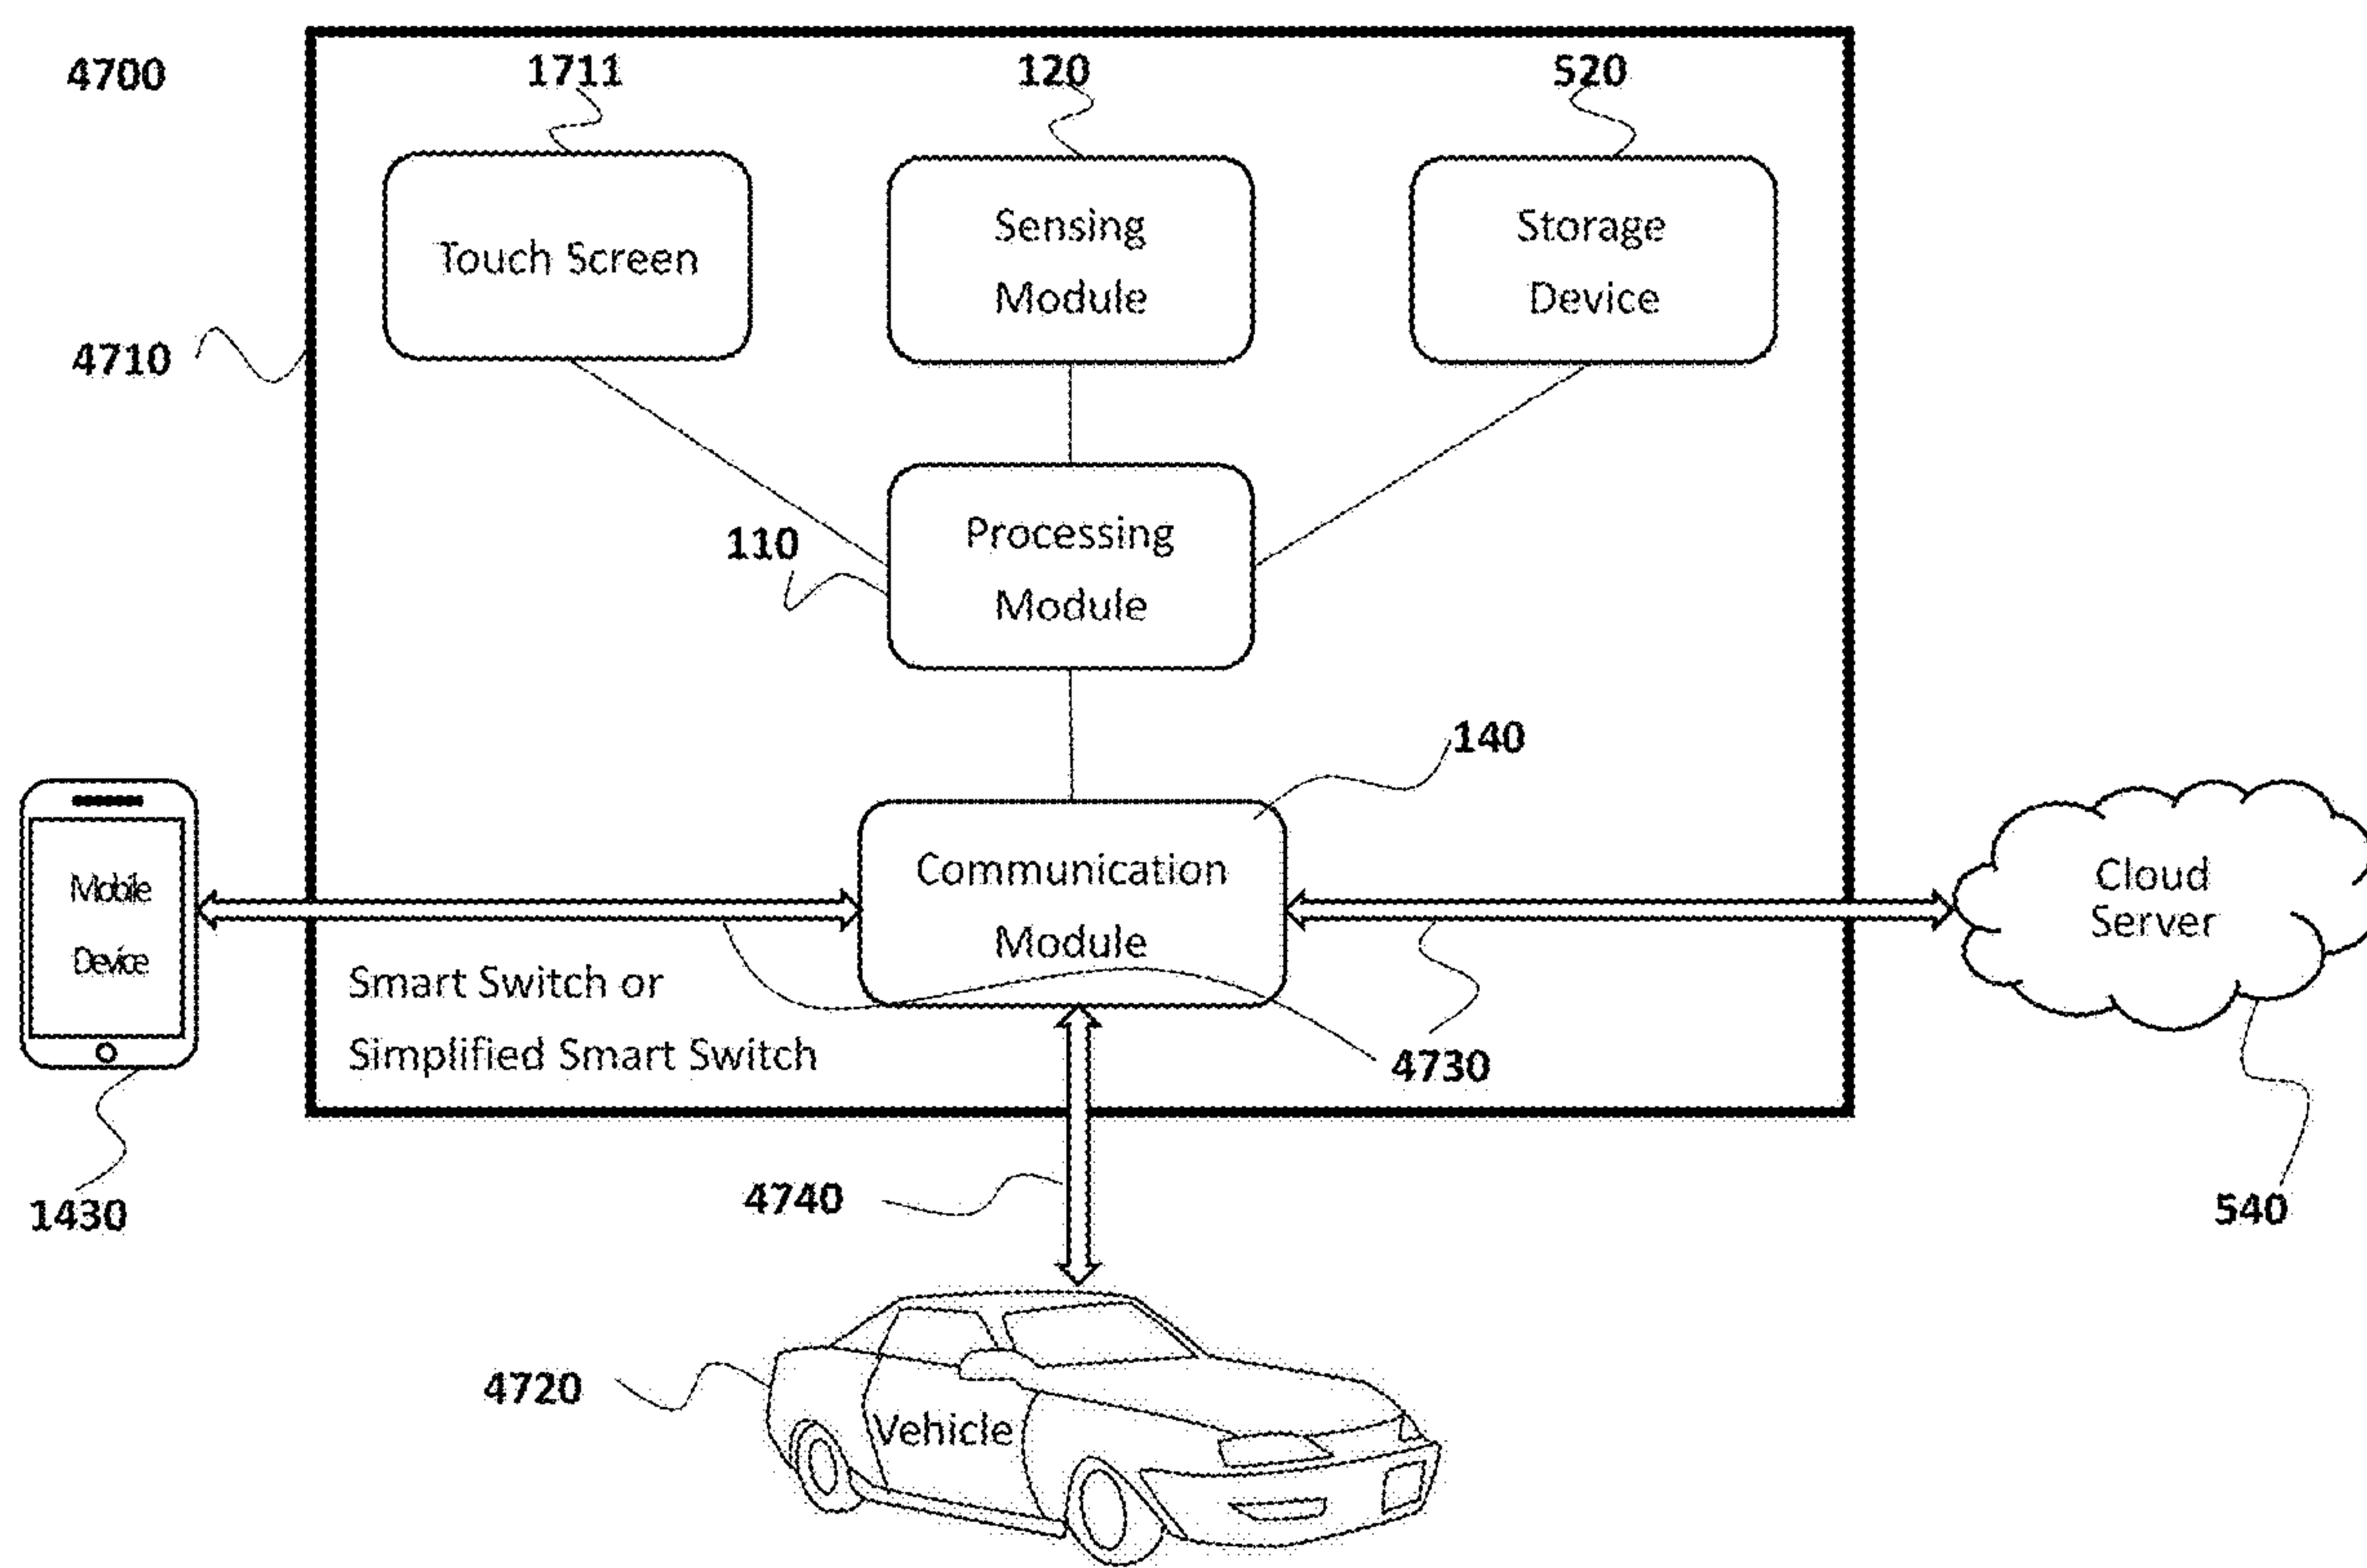 4700
1711
120
520
Touch Screen
Sensing
Module
Storage
Device
4710
110
Processing
Module
140
Mobile
Device
Communication
Module
Cloud
Server
Smart Switch or
Simplified Smart Switch
4730
1430
4740
540
4720
Vehicle